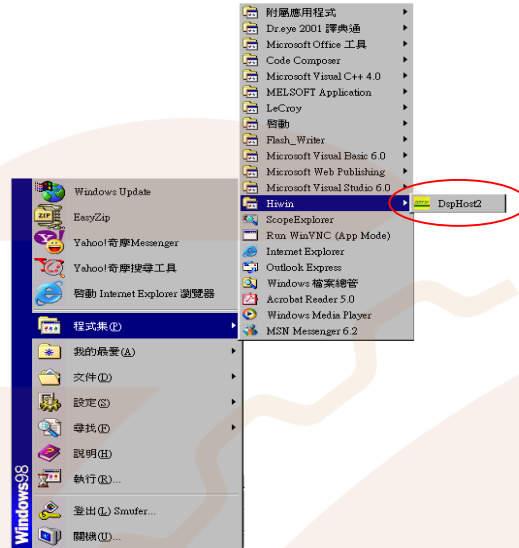 附屬應用程式
Dr.eye 2001 譯典通
Microsoft Office 工具
Code Composer
Microsoft Visual C++ 4.0
MELSOFT Application
LeCroy
啟動
Flash_Writer
Microsoft Visual Basic 6.0
Microsoft Web Publishing
Microsoft Visual Studio 6.0
Hiwin
DspHost2
ScopeExplorer
Run WinVNC (App Mode)
Internet Explorer
Outlook Express
Windows 檔案總管
Acrobat Reader 5.0
Windows Media Player
MSN Messenger 6.2
Windows Update
EasyZip
Yahoo!奇摩Messenger
Yahoo!奇摩搜尋工具
啟動 Internet Explorer 瀏覽器
程式集(P)
我的最愛(A)
文件(D)
設定(S)
尋找(F)
說明(H)
執行(R)...
登出(L) Smufer...
關機(U)...
Windows98